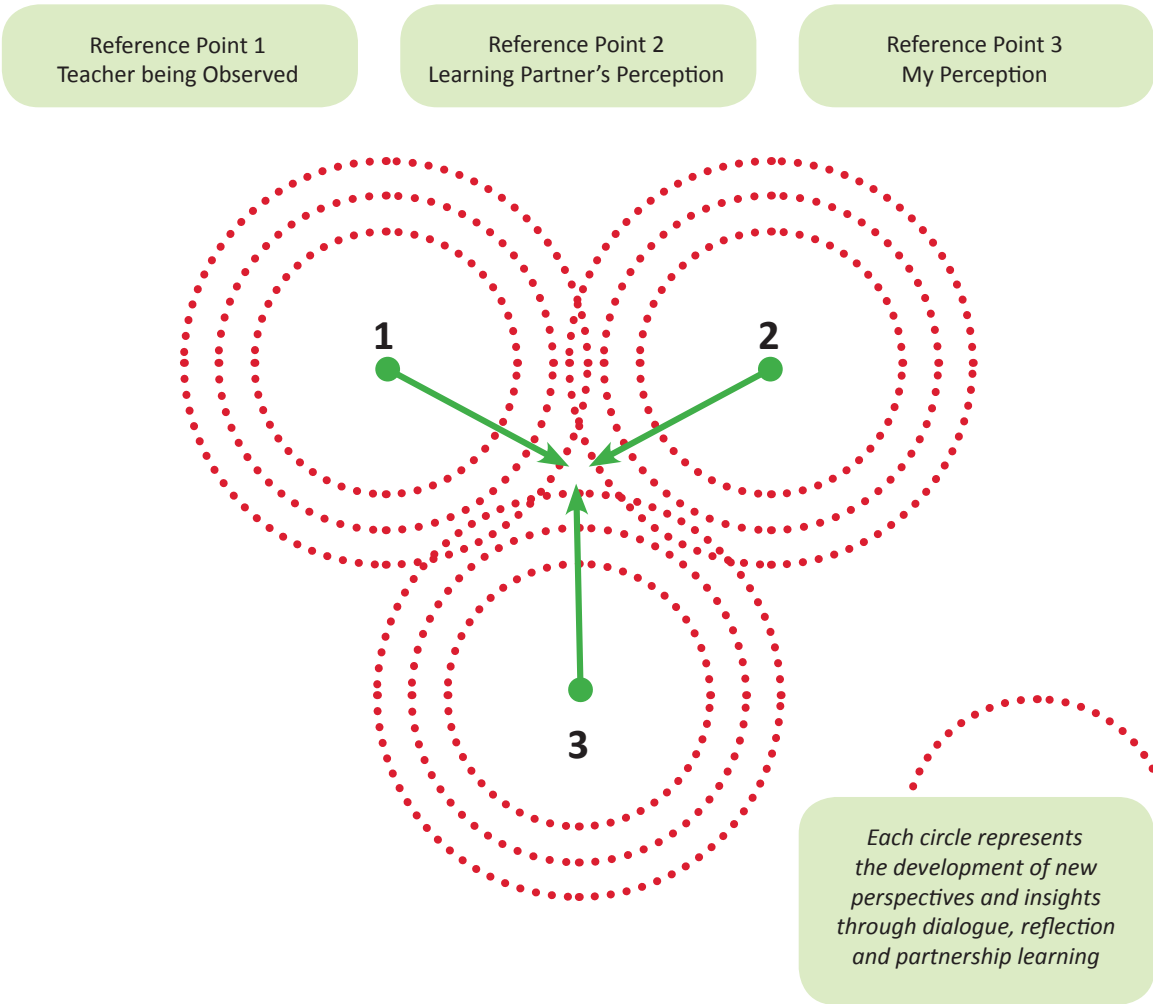 Reference Point 1
Teacher being Observed
Reference Point 2
Learning Partner’s Perception
Reference Point 3
My Perception
1
2
3
Each circle represents
the development of new
perspectives and insights
through dialogue, reflection
and partnership learning